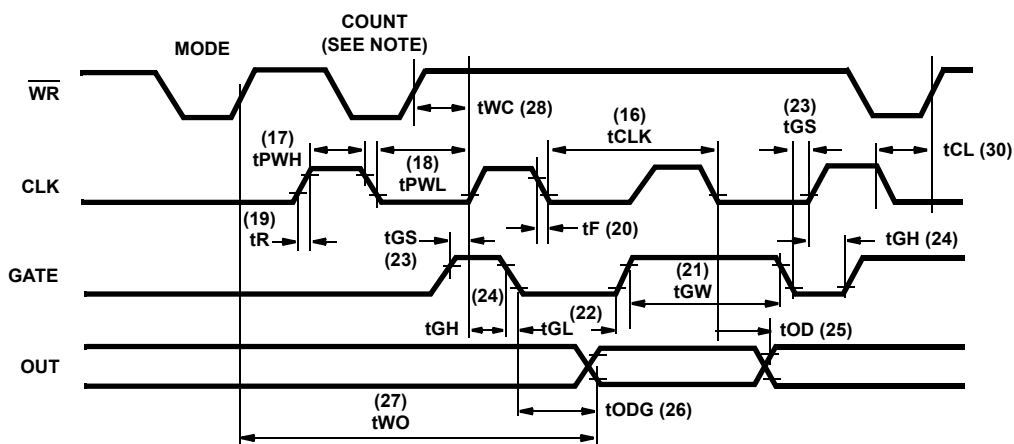 COUNT
(SEE NOTE)
MODE
WR
tWC (28)
(16)
tCLK
(23)
tGS
tCL (30)
(17)
tPWH
(18)
tPWL
CLK
(19)
tR
tGS
(23)
tF (20)
tGH (24)
GATE
(24)
tGH
(22)
tGL
(21)
tGW
tOD (25)
OUT
(27)
tWO
tODG (26)